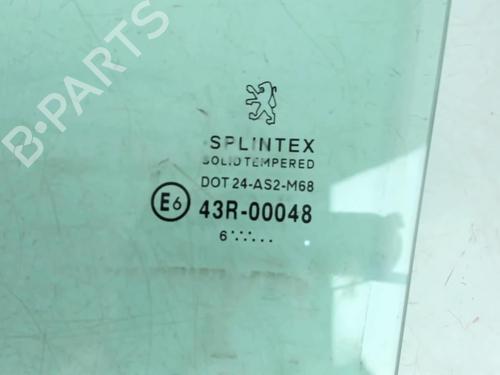 B-PARTS
SPLINTEX
SOLIDTEMPERED
DOT 24-AS2-M68
E6 43R-00048
6